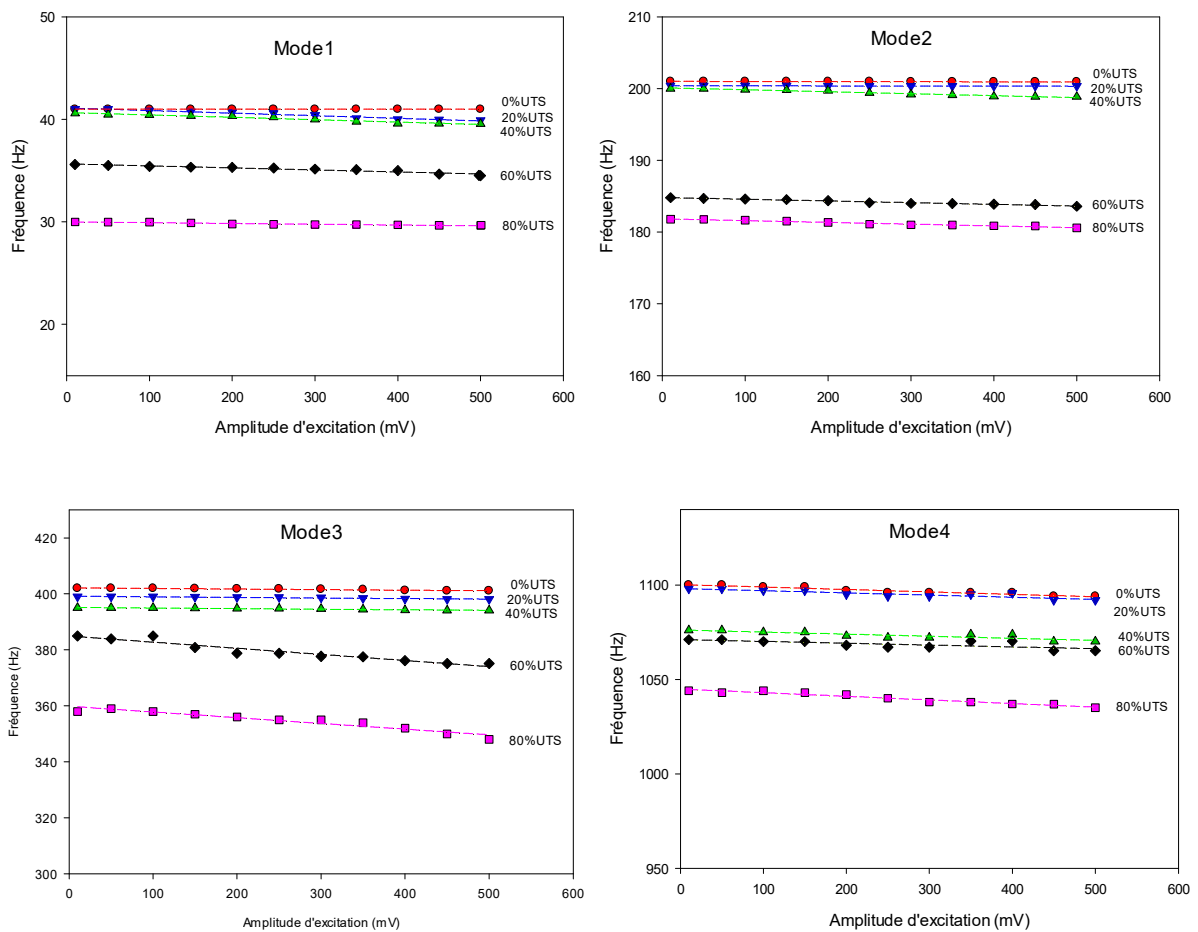 Mode1
50
40
30
20
Fréquence (Hz)
0%UTS
20%UTS
40%UTS
60%UTS
80%UTS
0 100 200 300 400 500 600
Amplitude d'excitation (mV)
Mode2
210
200
190
180
170
160
Fréquence (Hz)
0%UTS
20%UTS
40%UTS
60%UTS
80%UTS
0 100 200 300 400 500 600
Amplitude d'excitation (mV)
Mode3
420
400
380
360
340
320
300
Fréquence (Hz)
0%UTS
20%UTS
40%UTS
60%UTS
80%UTS
0 100 200 300 400 500 600
Amplitude d'excitation (mV)
Mode4
1100
1050
1000
950
Fréquence (Hz)
0%UTS
20%UTS
40%UTS
60%UTS
80%UTS
0 100 200 300 400 500 600
Amplitude d'excitation (mV)